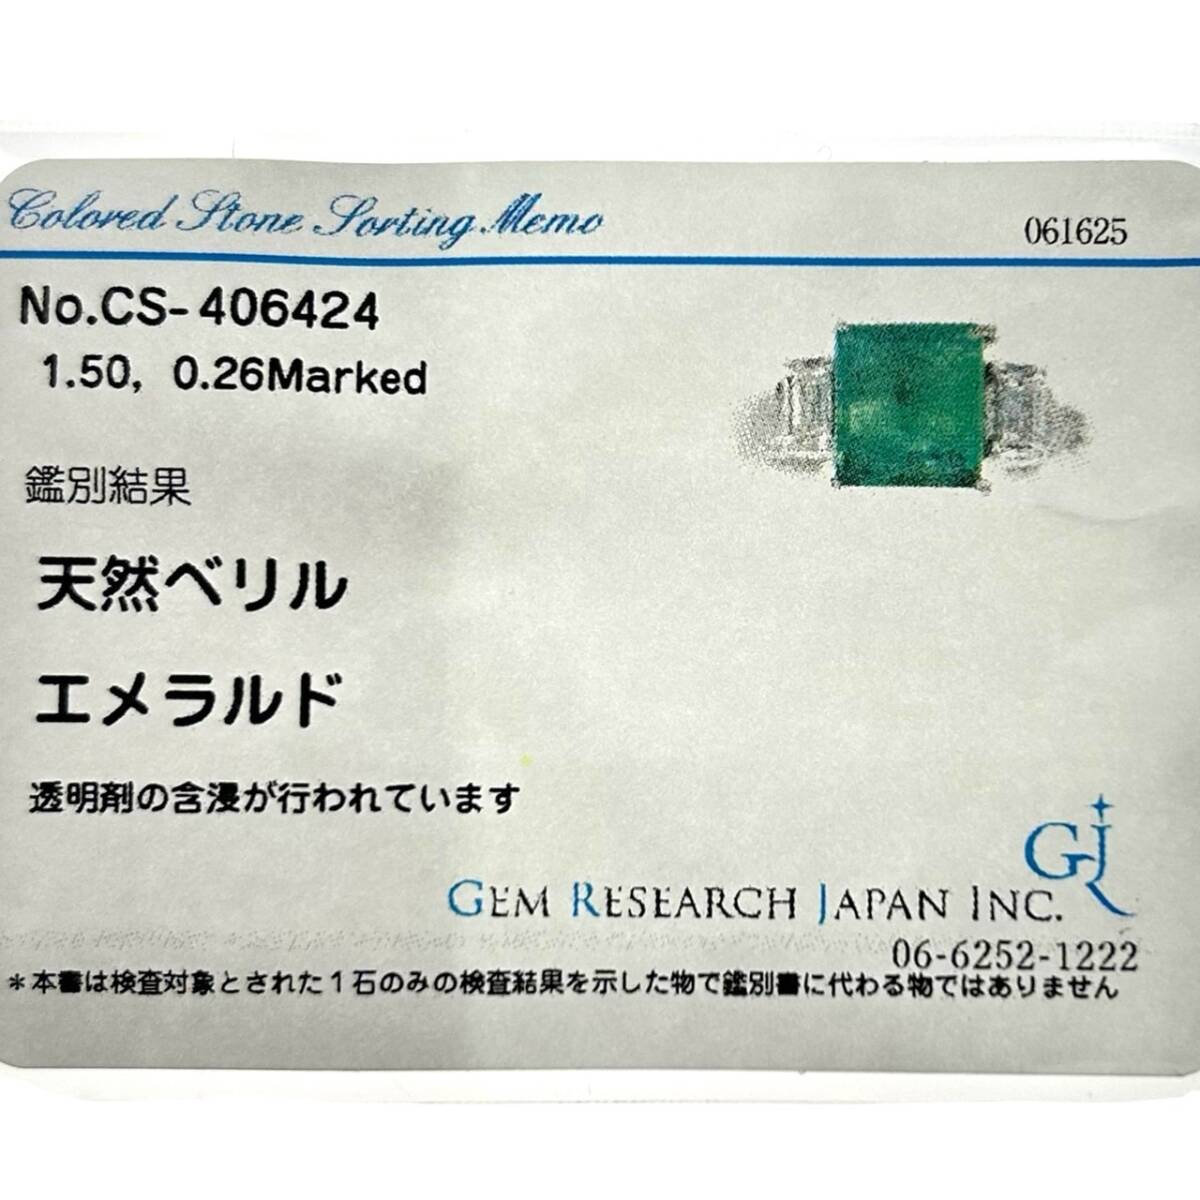 Colored Stone Sorting Memo
061625
No.CS-406424
1.50, 0.26Marked
鑑別結果
天然ベリル
エメラルド
透明剤の含浸が行われています
GJ
GEM RESEARCH JAPAN INC.
06-6252-1222
*本書は検査対象とされた1石のみの検査結果を示した物で鑑別書に代わる物ではありません